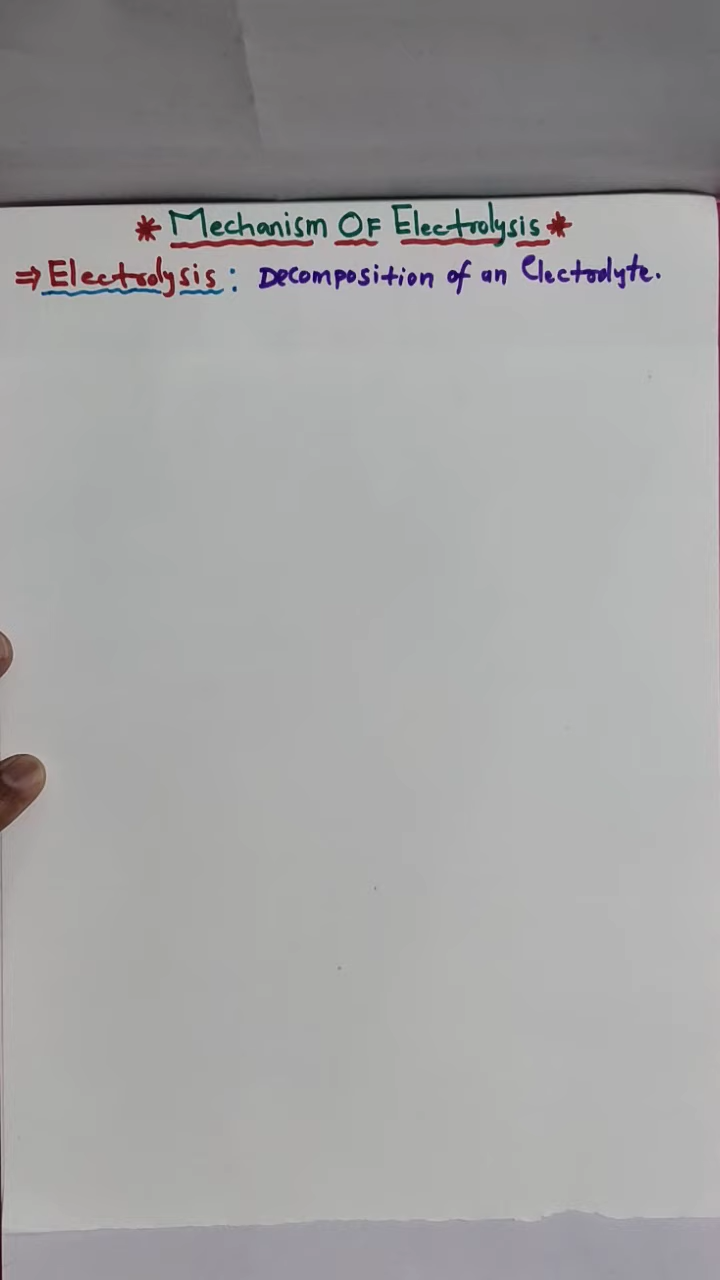 * Mechanism OF Electrolysis *
⇒ Electrolysis: Decomposition of an Electrolyte.